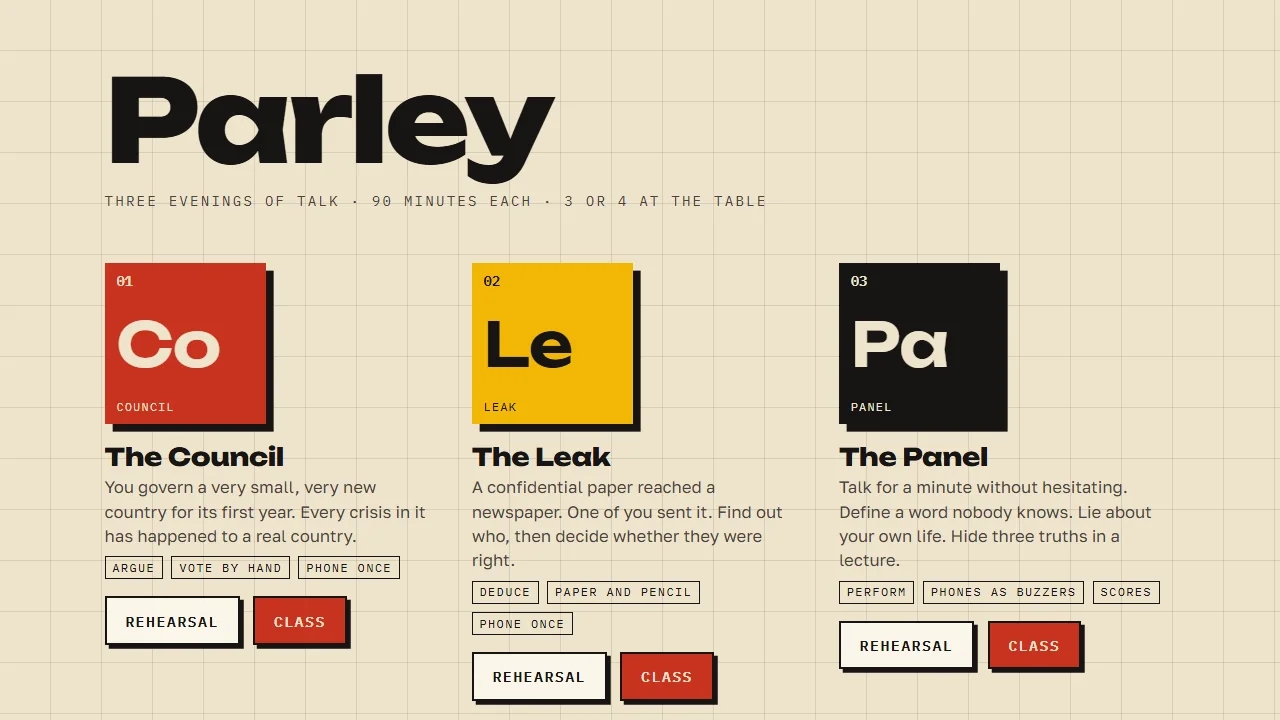 Parley
THREE EVENINGS OF TALK · 90 MINUTES EACH · 3 OR 4 AT THE TABLE
01
Co
COUNCIL
The Council
You govern a very small, very new
country for its first year. Every crisis in it
has happened to a real country.
ARGUE VOTE BY HAND PHONE ONCE
REHEARSAL CLASS
02
Le
LEAK
The Leak
A confidential paper reached a
newspaper. One of you sent it. Find out
who, then decide whether they were
right.
DEDUCE PAPER AND PENCIL
PHONE ONCE
REHEARSAL CLASS
03
Pa
PANEL
The Panel
Talk for a minute without hesitating.
Define a word nobody knows. Lie about
your own life. Hide three truths in a
lecture.
PERFORM PHONES AS BUZZERS SCORES
REHEARSAL CLASS